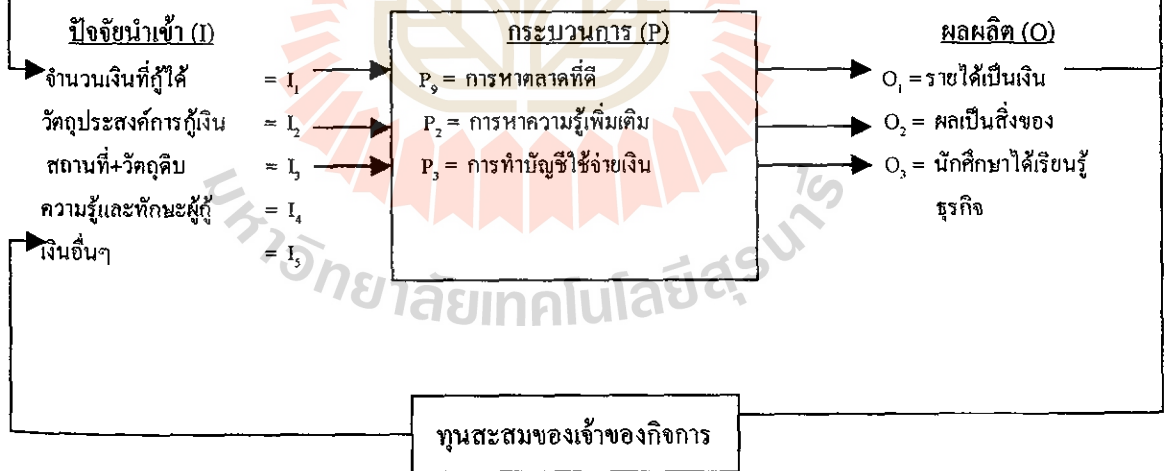 ปัจจัยนำเข้า (I) กระบวนการ (P) ผลผลิต (O)
จำนวนเงินที่กู้ได้ = I₁ P₉ = การหาตลาดที่ดี O₁ = รายได้เป็นเงิน
วัตถุประสงค์การกู้เงิน = I₂ P₂ = การหาความรู้เพิ่มเติม O₂ = ผลเป็นสิ่งของ
สถานที่+วัตถุดิบ = I₃ P₃ = การทำบัญชีใช้จ่ายเงิน O₃ = นักศึกษาได้เรียนรู้
ความรู้และทักษะผู้กู้ = I₄ ธุรกิจ
เงินอื่นๆ = I₅
มหาวิทยาลัยเทคโนโลยีสุรนารี
ทุนสะสมของเจ้าของกิจการ